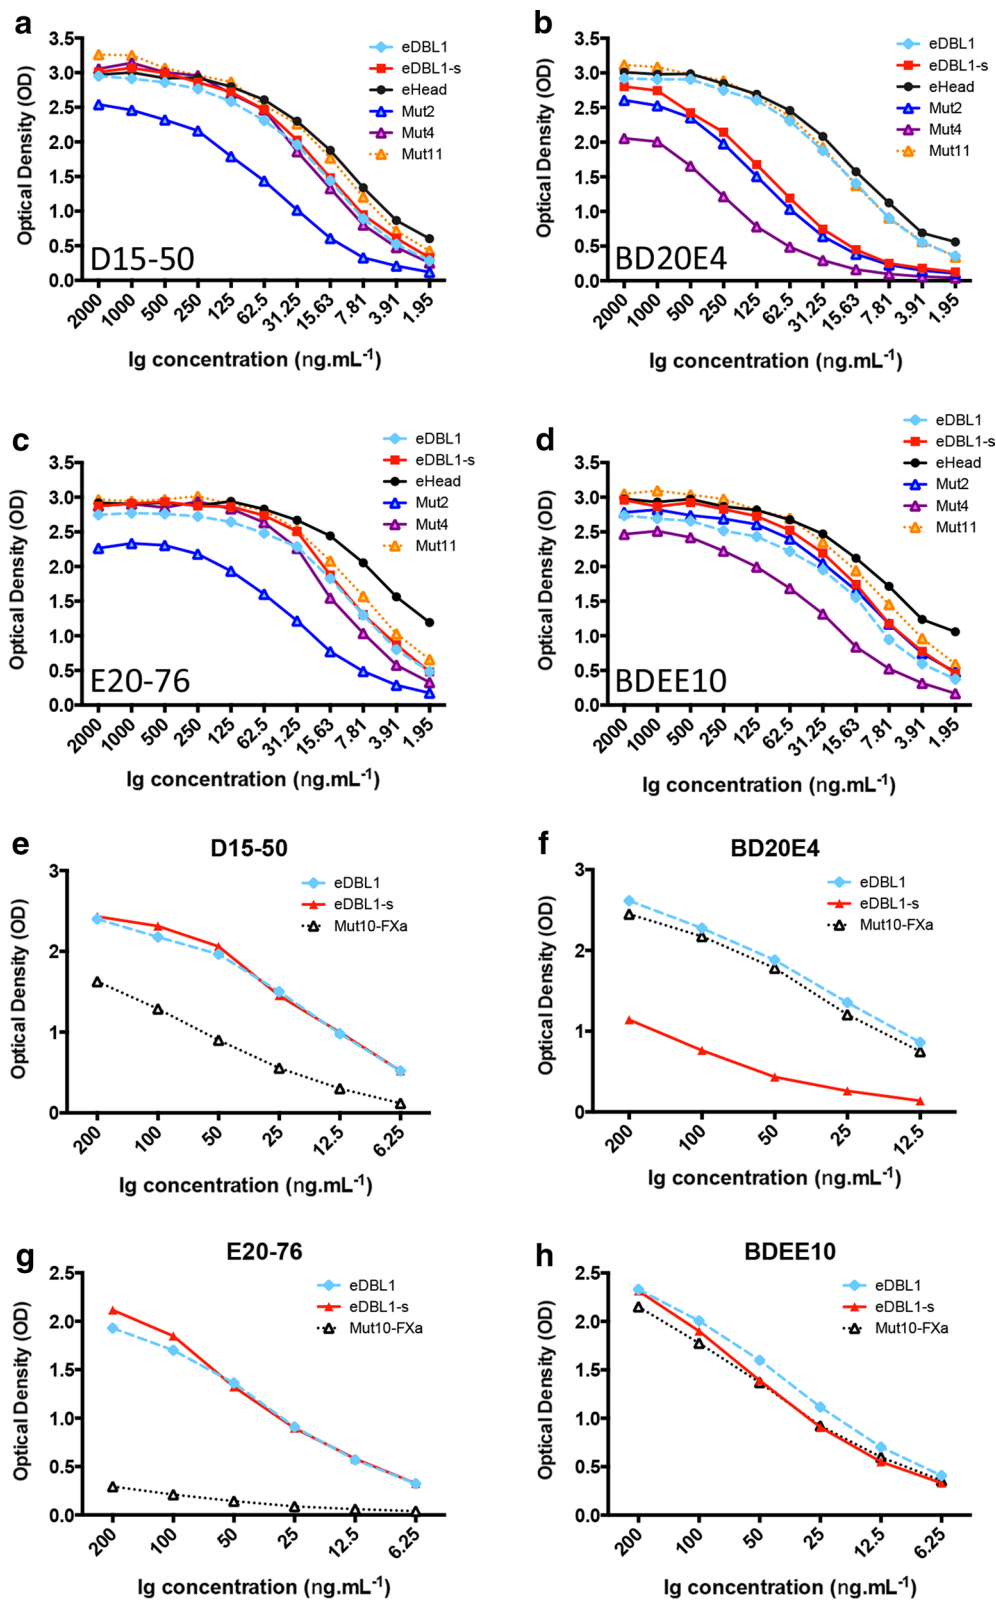 a
3.5
3.0
2.5
2.0
1.5
1.0
0.5
0.0
Optical Density (OD)
eDBL1
eDBL1-s
eHead
Mut2
Mut4
Mut11
D15-50
2000 1000 500 250 125 62.5 31.25 15.63 7.81 3.91 1.95
Ig concentration (ng.mL⁻¹)
b
3.5
3.0
2.5
2.0
1.5
1.0
0.5
0.0
Optical Density (OD)
eDBL1
eDBL1-s
eHead
Mut2
Mut4
Mut11
BD20E4
2000 1000 500 250 125 62.5 31.25 15.63 7.81 3.91 1.95
Ig concentration (ng.mL⁻¹)
c
3.5
3.0
2.5
2.0
1.5
1.0
0.5
0.0
Optical Density (OD)
eDBL1
eDBL1-s
eHead
Mut2
Mut4
Mut11
E20-76
2000 1000 500 250 125 62.5 31.25 15.63 7.81 3.91 1.95
Ig concentration (ng.mL⁻¹)
d
3.5
3.0
2.5
2.0
1.5
1.0
0.5
0.0
Optical Density (OD)
eDBL1
eDBL1-s
eHead
Mut2
Mut4
Mut11
BDEE10
2000 1000 500 250 125 62.5 31.25 15.63 7.81 3.91 1.95
Ig concentration (ng.mL⁻¹)
e
D15-50
3
2
1
0
Optical Density (OD)
eDBL1
eDBL1-s
Mut10-FXa
200 100 50 25 12.5 6.25
Ig concentration (ng.mL⁻¹)
f
BD20E4
3
2
1
0
Optical Density (OD)
eDBL1
eDBL1-s
Mut10-FXa
200 100 50 25 12.5
Ig concentration (ng.mL⁻¹)
g
E20-76
2.5
2.0
1.5
1.0
0.5
0.0
Optical Density (OD)
eDBL1
eDBL1-s
Mut10-FXa
200 100 50 25 12.5 6.25
Ig concentration (ng.mL⁻¹)
h
BDEE10
2.5
2.0
1.5
1.0
0.5
0.0
Optical Density (OD)
eDBL1
eDBL1-s
Mut10-FXa
200 100 50 25 12.5 6.25
Ig concentration (ng.mL⁻¹)